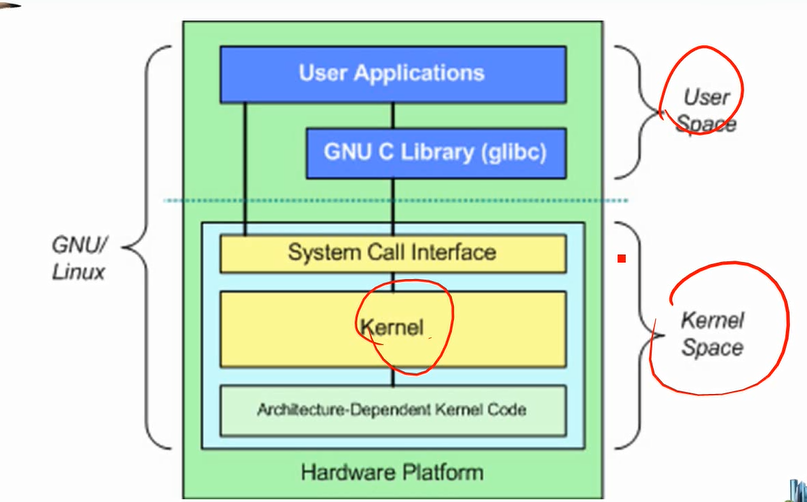 User Applications
GNU C Library (glibc)
User
Space
GNU/
Linux
System Call Interface
Kernel
Kernel
Space
Architecture-Dependent Kernel Code
Hardware Platform